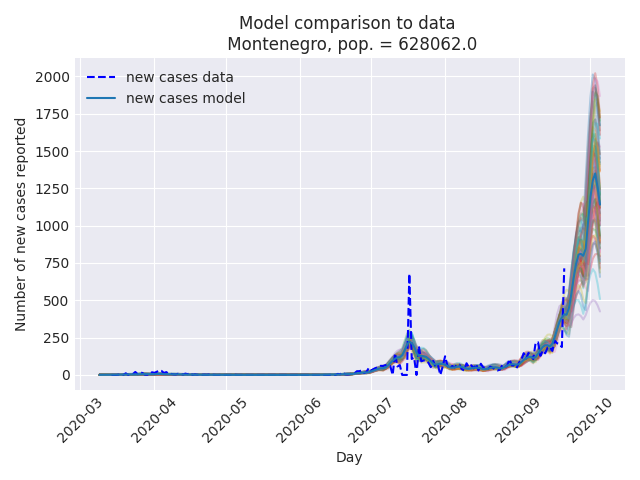 Model comparison to data
Montenegro, pop. = 628062.0
new cases data
new cases model
Number of new cases reported
2000
1750
1500
1250
1000
750
500
250
0
2020-03
2020-04
2020-05
2020-06
2020-07
2020-08
2020-09
2020-10
Day